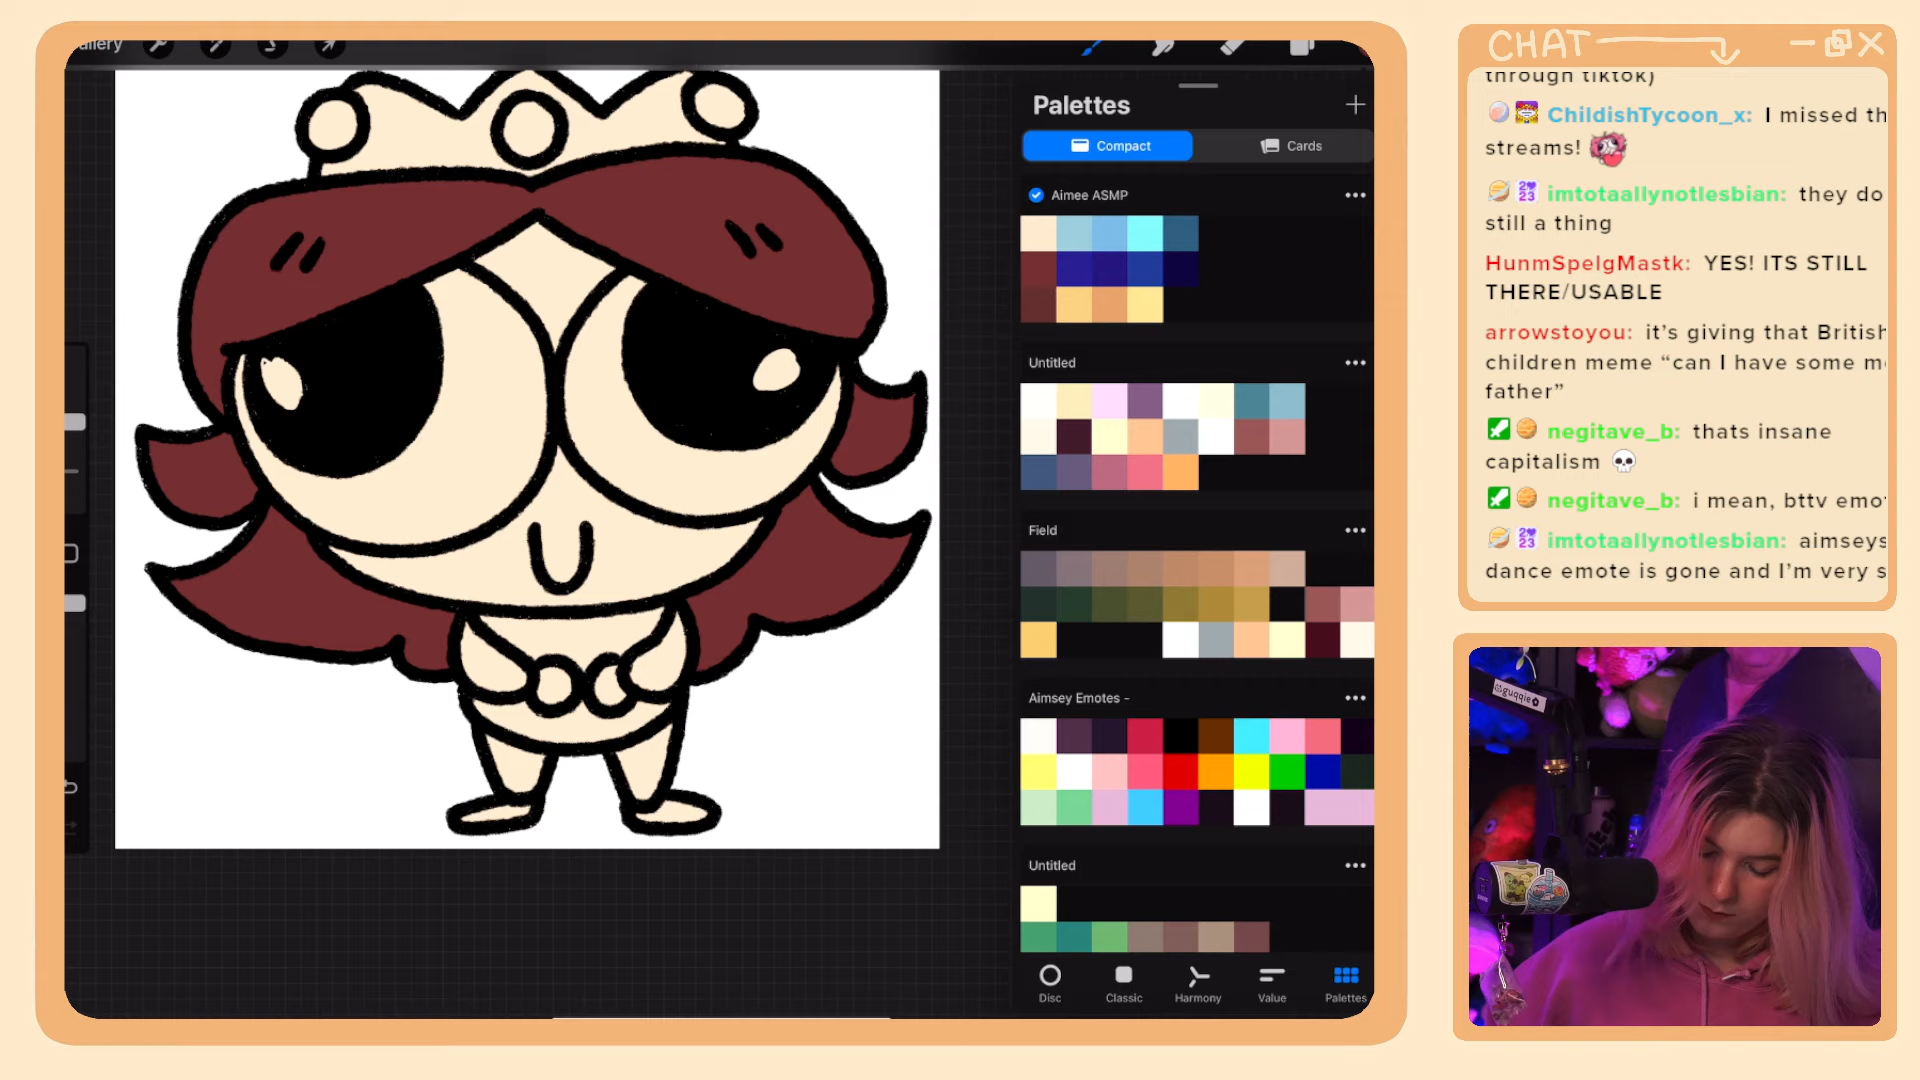 allery
Palettes
Compact
Cards
Aimee ASMP
Untitled
Field
Aimsey Emotes -
Untitled
Disc
Classic
Harmony
Value
Palettes
CHAT
through tiktok)
ChildishTycoon_x: I missed th
streams!
imtotaallynotlesbian: they do
still a thing
HunmSpelgMastk: YES! ITS STILL
THERE/USABLE
arrowstoyou: it's giving that British
children meme “can I have some m
father”
negitave_b: thats insane
capitalism 💀
negitave_b: i mean, bttv emo
imtotaallynotlesbian: aimseys
dance emote is gone and I'm very s
guqqie